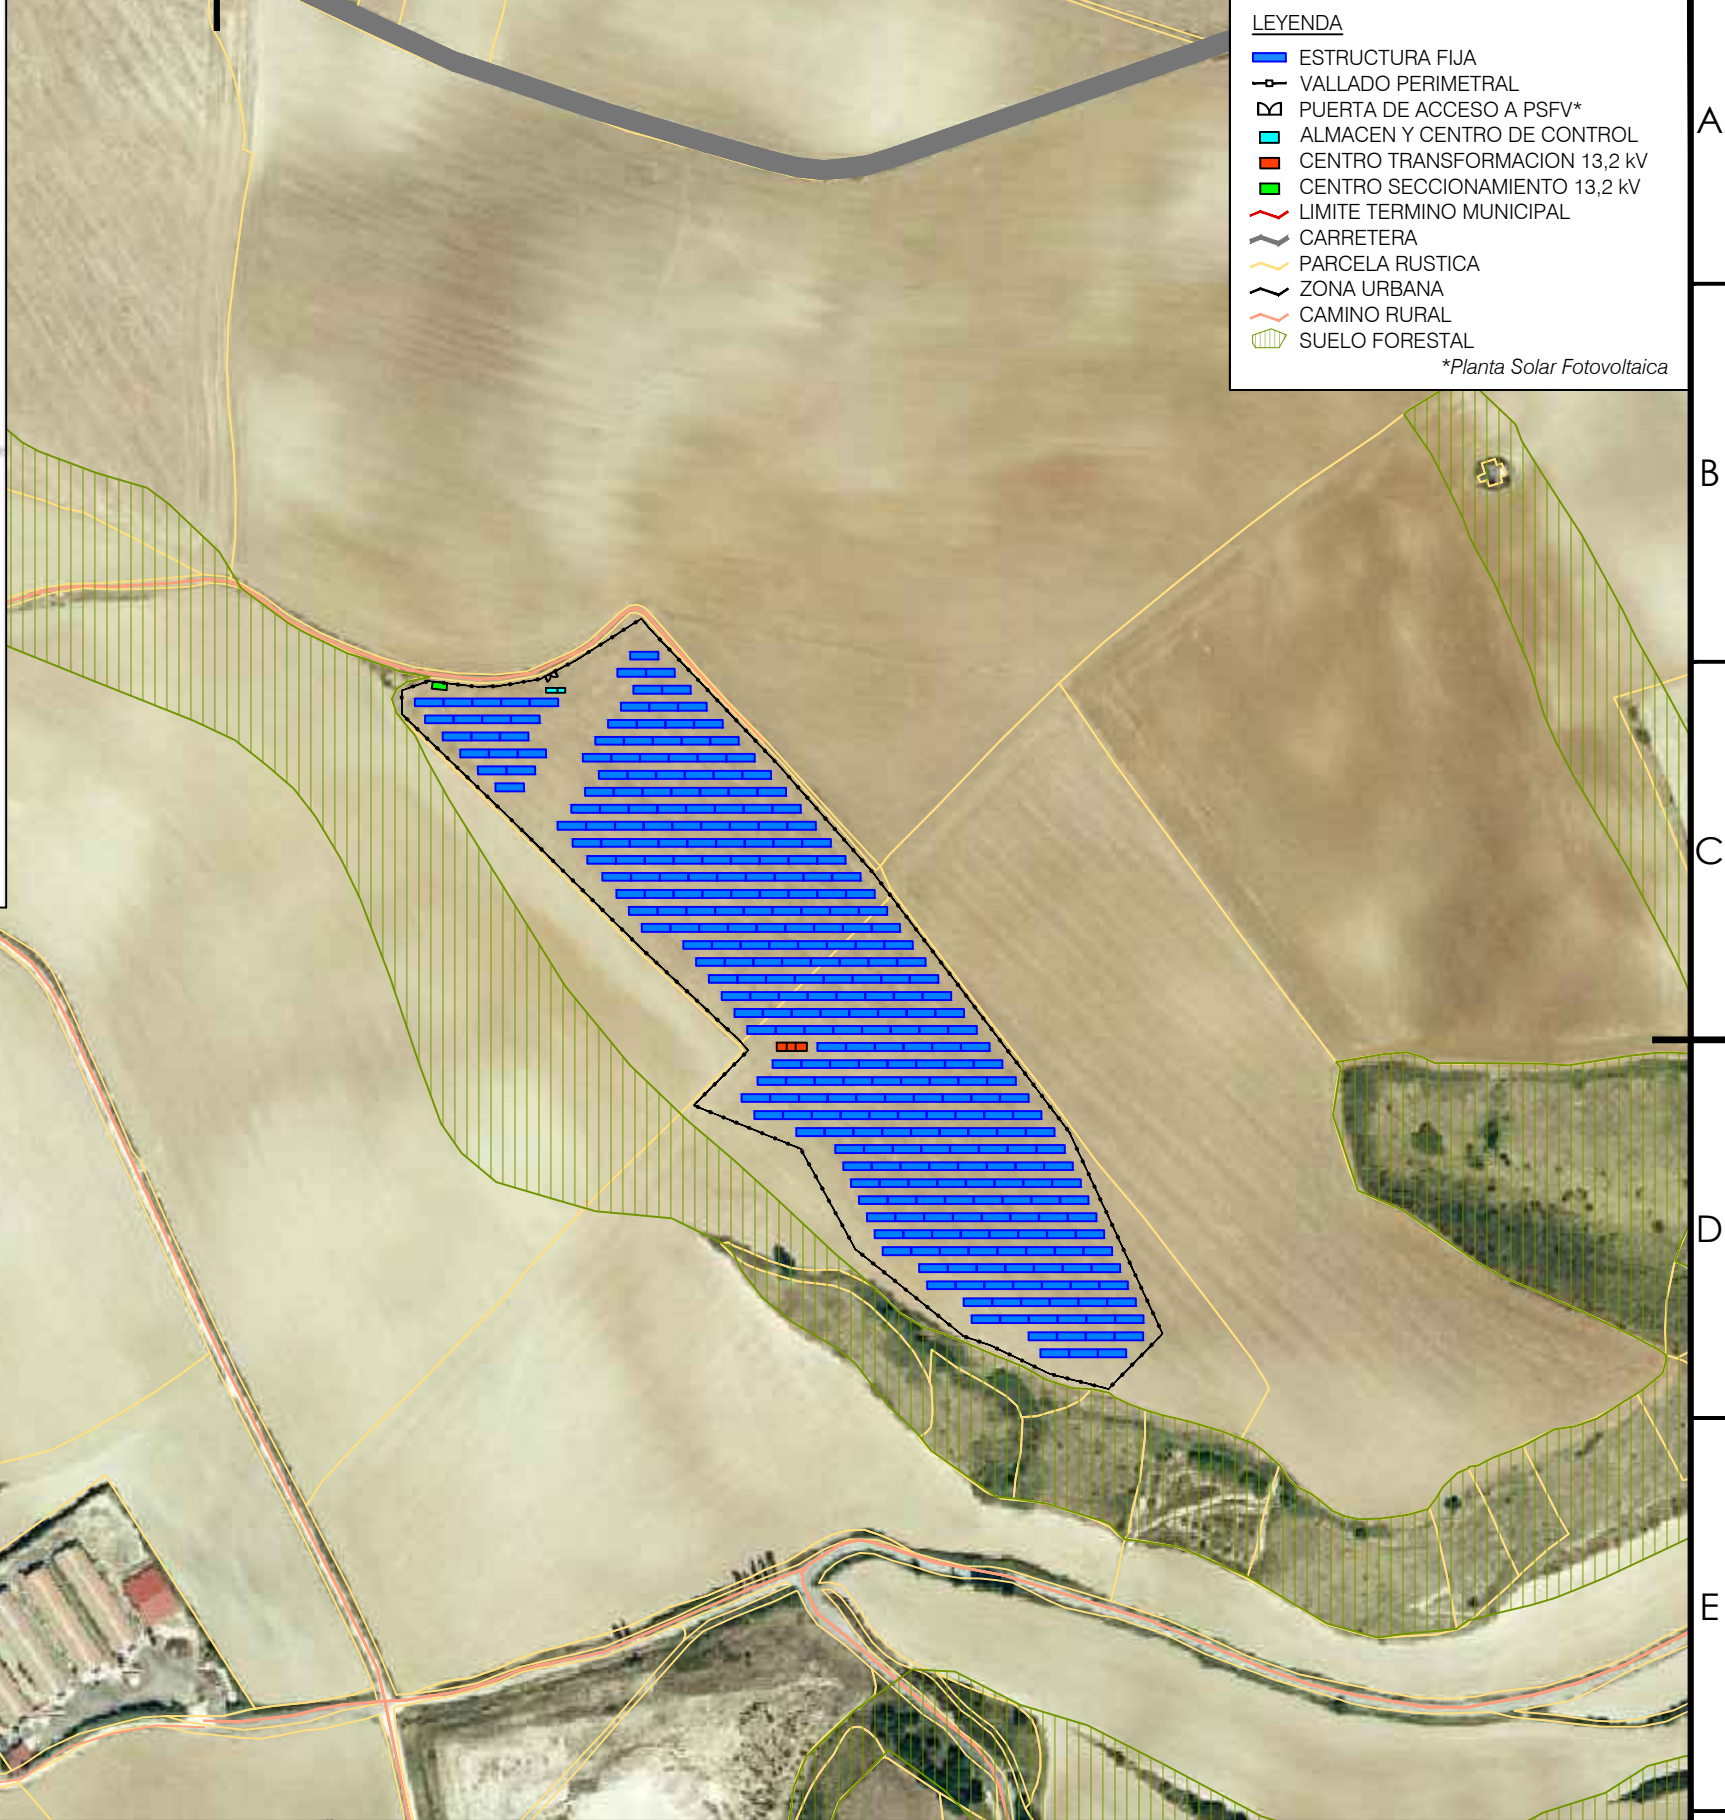 LEYENDA
ESTRUCTURA FIJA
VALLADO PERIMETRAL
PUERTA DE ACCESO A PSFV*
ALMACEN Y CENTRO DE CONTROL
CENTRO TRANSFORMACION 13,2 kV
CENTRO SECCIONAMIENTO 13,2 kV
LIMITE TERMINO MUNICIPAL
CARRETERA
PARCELA RUSTICA
ZONA URBANA
CAMINO RURAL
SUELO FORESTAL
*Planta Solar Fotovoltaica
A
B
C
D
E